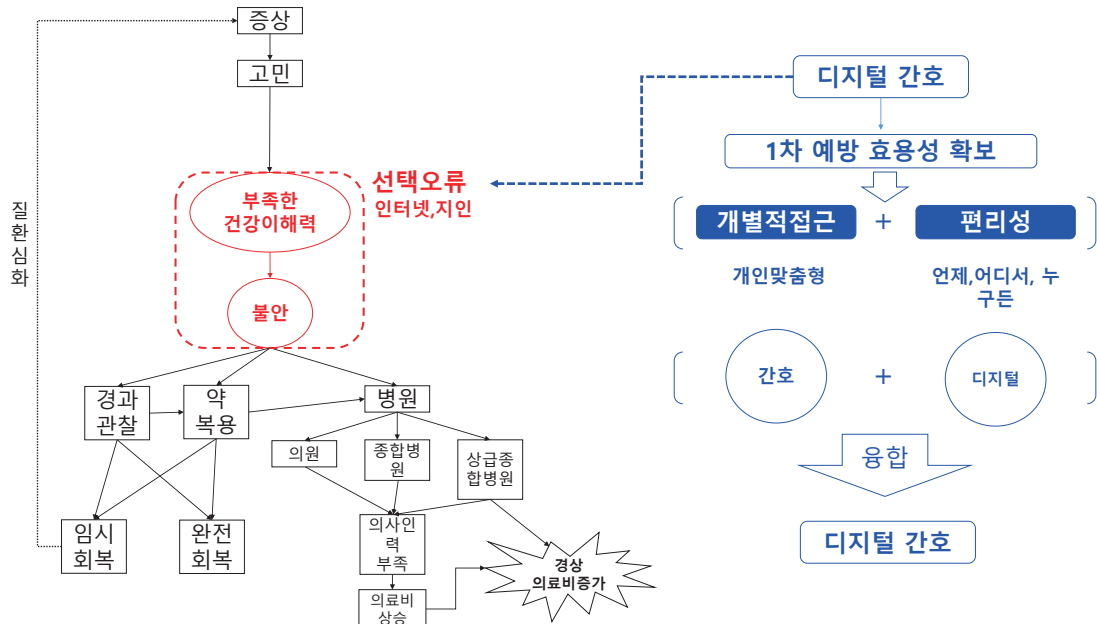 증상
고민
선택오류
인터넷,지인
부족한
건강이해력
불안
질환심화
경과
관찰
약
복용
병원
의원
종합병
원
상급종
합병원
임시
회복
완전
회복
의사인
력
부족
의료비
상승
경상
의료비증가
디지털 간호
1차 예방 효용성 확보
개별적접근 + 편리성
개인맞춤형
언제,어디서, 누
구든
간호 + 디지털
융합
디지털 간호